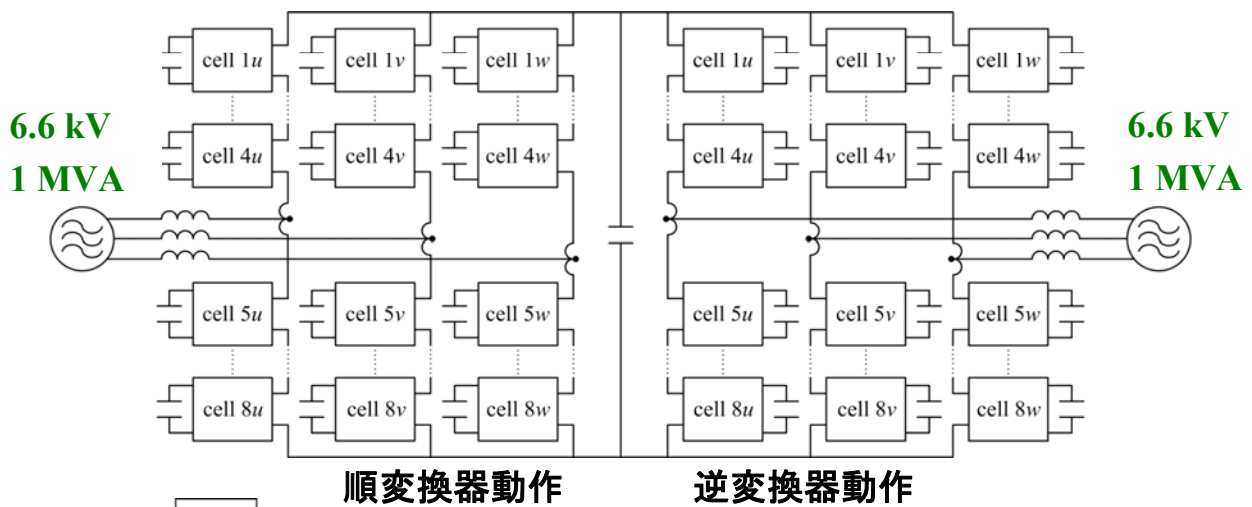 cell 1u cell 1v cell 1w cell 1u cell 1v cell 1w
6.6 kV 6.6 kV
cell 4u cell 4v cell 4w cell 4u cell 4v cell 4w
1 MVA 1 MVA
cell 5u cell 5v cell 5w cell 5u cell 5v cell 5w
cell 8u cell 8v cell 8w cell 8u cell 8v cell 8w
順変換器動作 逆変換器動作